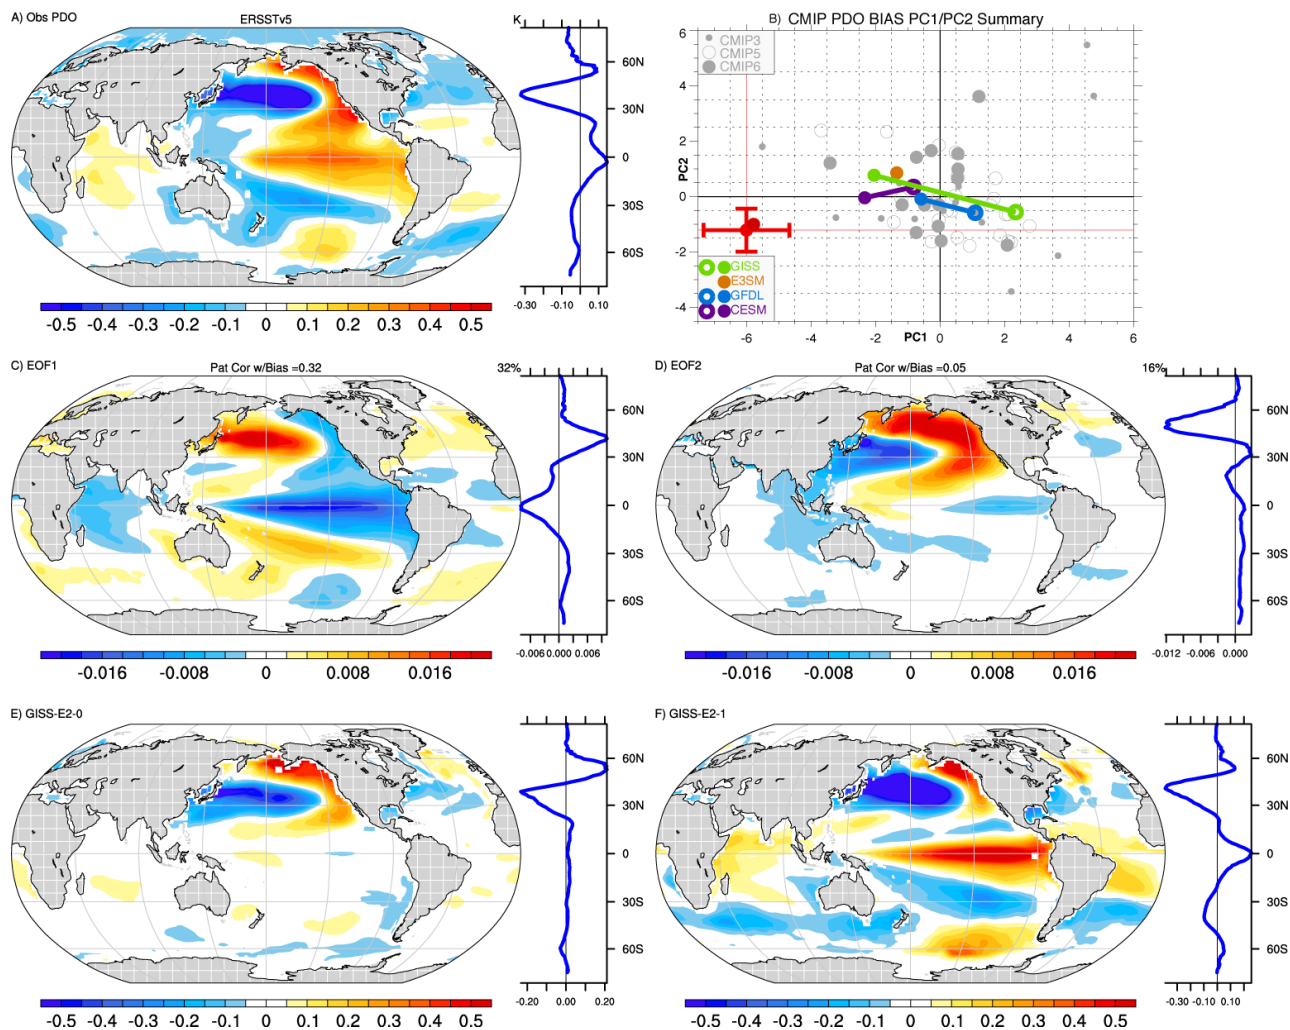 A) Obs PDO
ERSSTv5
K
60N
30N
0
30S
60S
-0.30 -0.10 0.10
-0.5 -0.4 -0.3 -0.2 -0.1 0 0.1 0.2 0.3 0.4 0.5
B) CMIP PDO BIAS PC1/PC2 Summary
CMIP3
CMIP5
CMIP6
6
4
2
0
-2
-4
PC2
GISS
E3SM
GFDL
CESM
-6 -4 -2 0 2 4 6
PC1
C) EOF1
Pat Cor w/Bias =0.32
32%
60N
30N
0
30S
60S
-0.006 0.000 0.006
-0.016 -0.008 0 0.008 0.016
D) EOF2
Pat Cor w/Bias =0.05
16%
60N
30N
0
30S
60S
-0.012 -0.006 0.000
-0.016 -0.008 0 0.008 0.016
E) GISS-E2-0
60N
30N
0
30S
60S
-0.20 0.00 0.20
-0.5 -0.4 -0.3 -0.2 -0.1 0 0.1 0.2 0.3 0.4 0.5
F) GISS-E2-1
60N
30N
0
30S
60S
-0.30 -0.10 0.10
-0.5 -0.4 -0.3 -0.2 -0.1 0 0.1 0.2 0.3 0.4 0.5